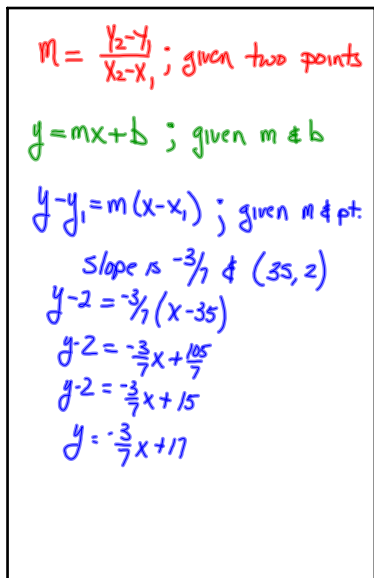 m = Y₂-Y₁/X₂-X₁ ; given two points
y = mx + b ; given m & b
y-y₁ = m(x-x₁) ; given m & pt.
slope is -3/7 & (35, 2)
y-2 = -3/7(x-35)
y-2 = -3/7x + 105/7
y-2 = -3/7x + 15
y = -3/7x + 17